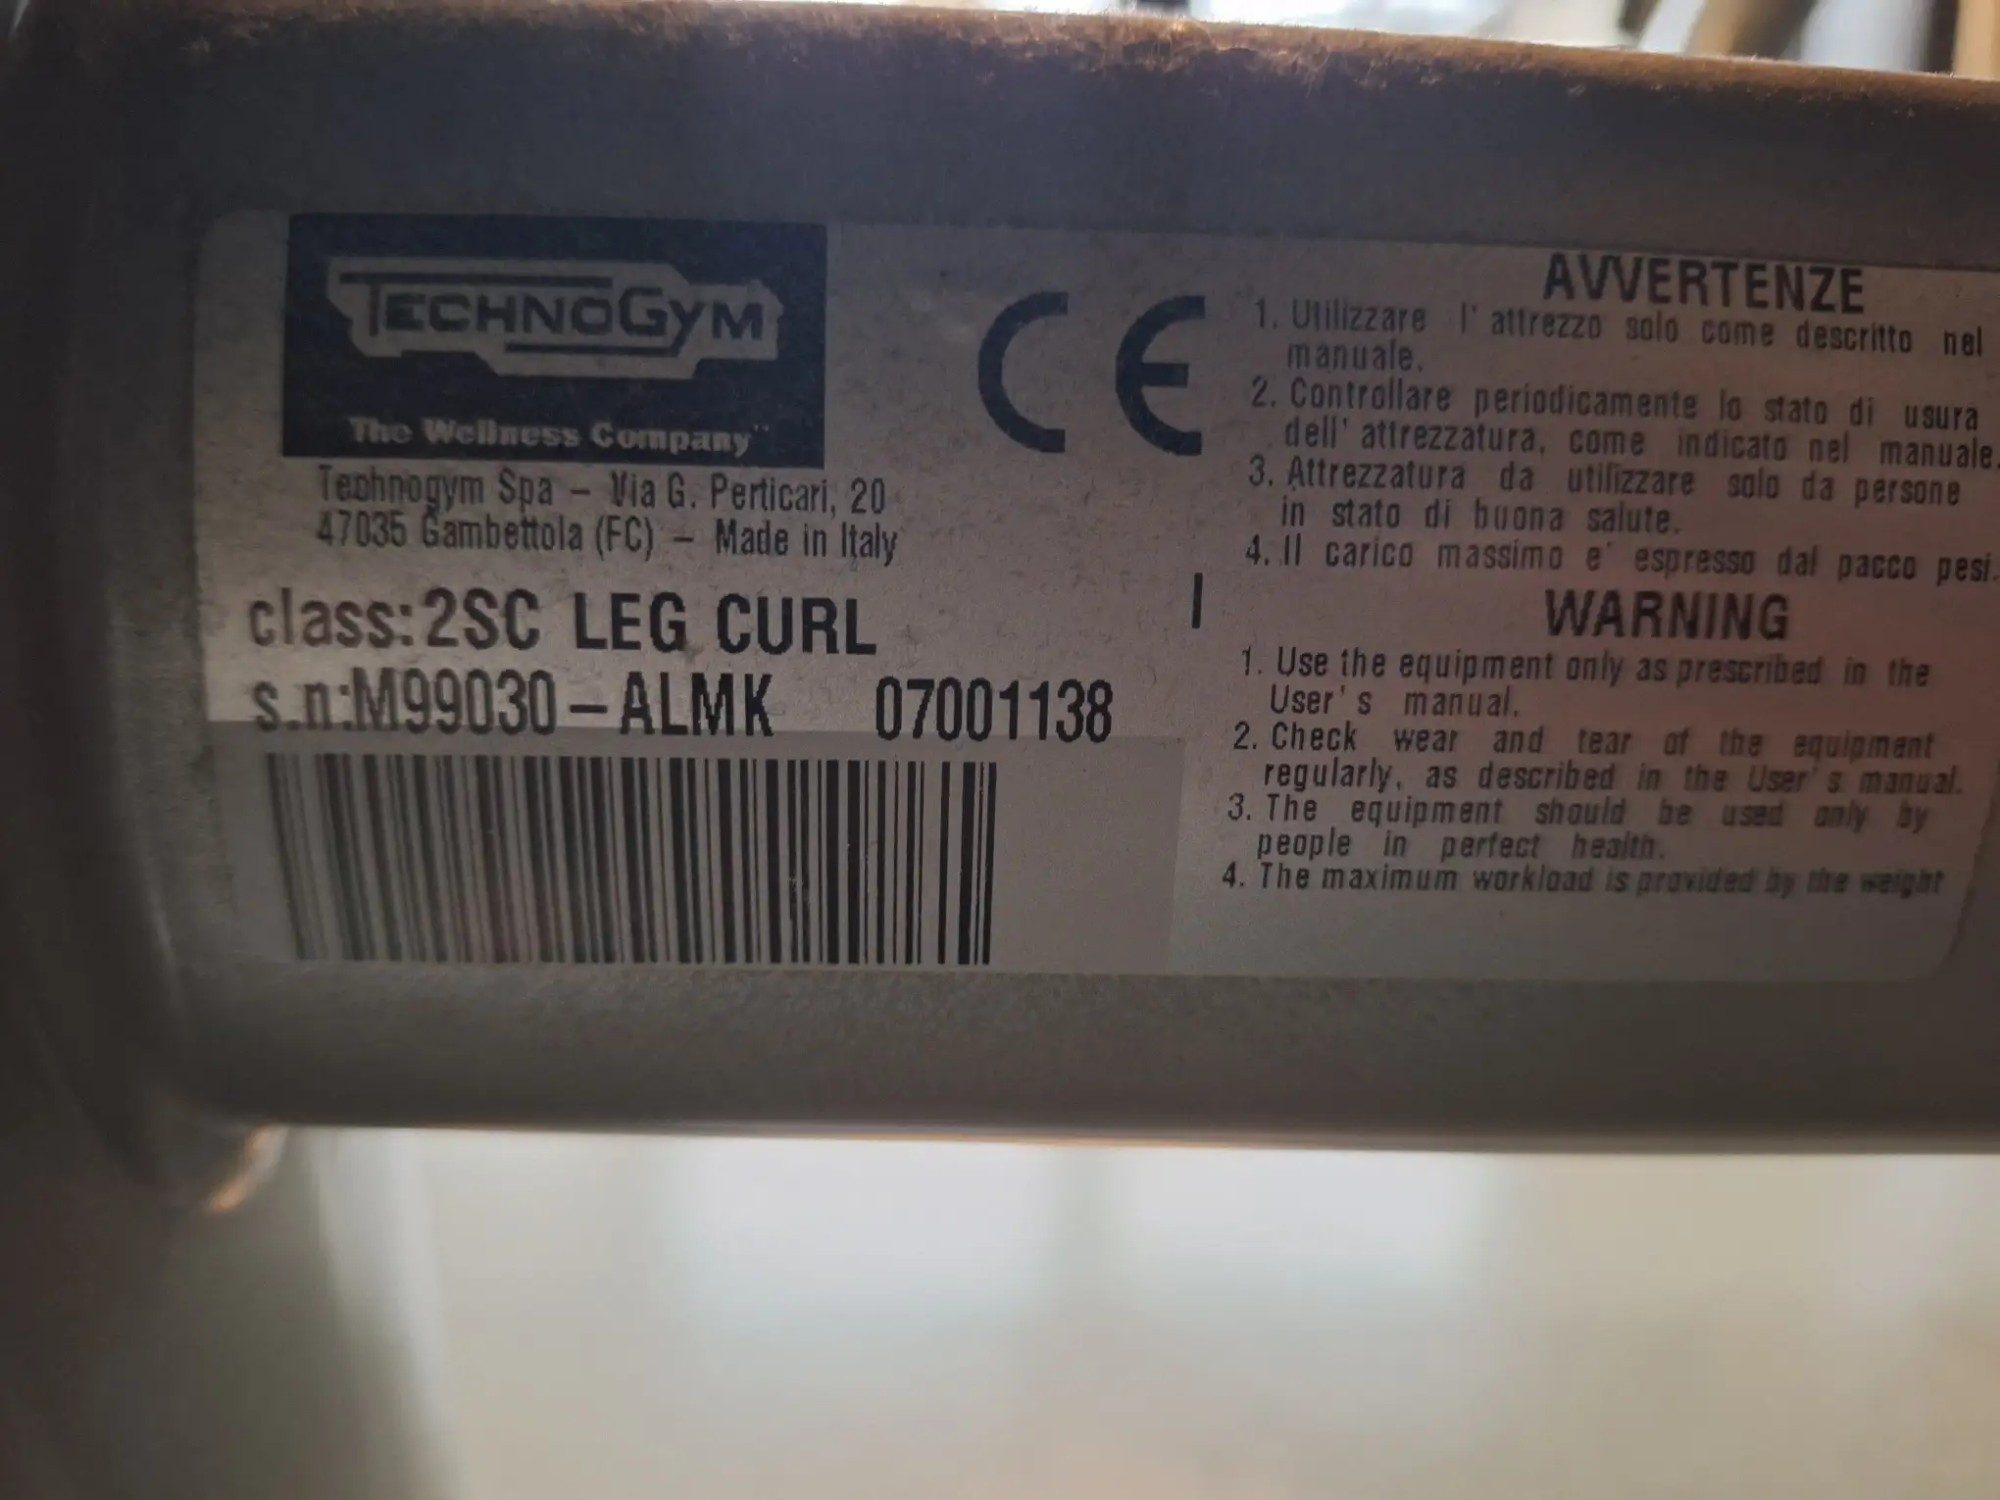 TECHNOGYM
The Wellness Company
Technogym Spa – Via G. Perticari, 20
47035 Gambettola (FC) – Made in Italy
CE
class:2SC LEG CURL
I
s.n:M99030–ALMK 07001138
AVVERTENZE
1. Utilizzare l' attrezzo solo come descritto nel
manuale.
2. Controllare periodicamente lo stato di usura
dell' attrezzatura, come indicato nel manuale.
3. Attrezzatura da utilizzare solo da persone
in stato di buona salute.
4. Il carico massimo e' espresso dal pacco pesi.
WARNING
1. Use the equipment only as prescribed in the
User's manual.
2. Check wear and tear of the equipment
regularly, as described in the User's manual.
3. The equipment should be used only by
people in perfect health.
4. The maximum workload is provided by the weight